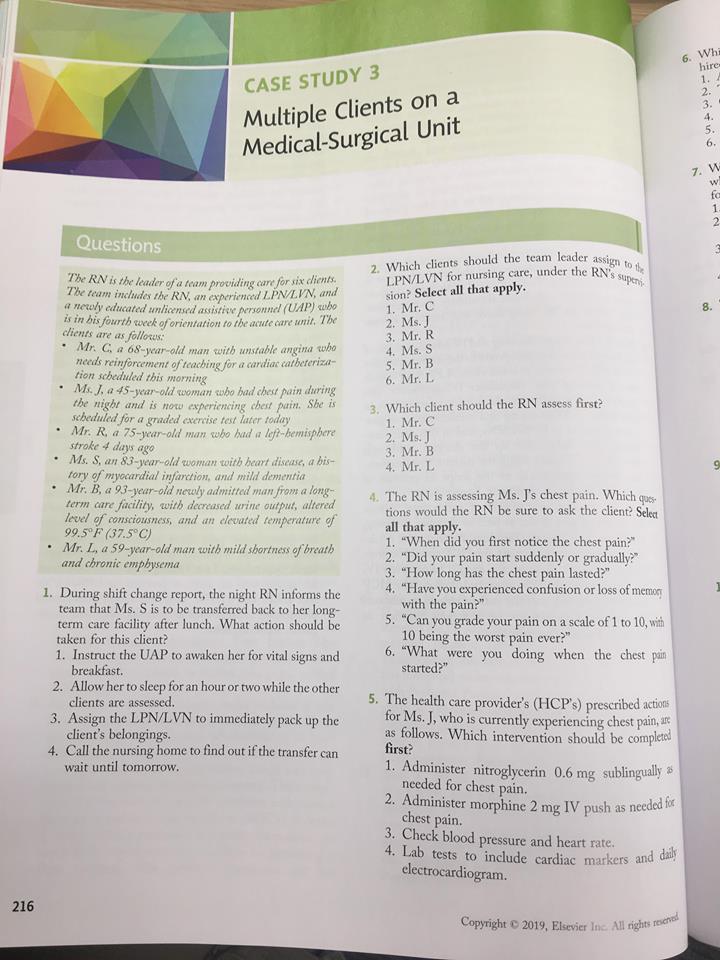 CASE STUDY 3
Multiple Clients on a
Medical-Surgical Unit
Questions
The RN is the leader of a team providing care for six clients.
The team includes the RN, an experienced LPN/LVN, and
a newly educated unlicensed assistive personnel (UAP) who
is in his fourth week of orientation to the acute care unit. The
clients are as follows:
• Mr. C, a 68-year-old man with unstable angina who
needs reinforcement of teaching for a cardiac catheteriza-
tion scheduled this morning
• Ms. J, a 45-year-old woman who had chest pain during
the night and is now experiencing chest pain. She is
scheduled for a graded exercise test later today
• Mr. R, a 75-year-old man who had a left-hemisphere
stroke 4 days ago
• Ms. S, an 83-year-old woman with heart disease, a his-
tory of myocardial infarction, and mild dementia
• Mr. B, a 93-year-old newly admitted man from a long-
term care facility, with decreased urine output, altered
level of consciousness, and an elevated temperature of
99.5°F (37.5°C)
• Mr. L, a 59-year-old man with mild shortness of breath
and chronic emphysema
1. During shift change report, the night RN informs the
team that Ms. S is to be transferred back to her long-
term care facility after lunch. What action should be
taken for this client?
1. Instruct the UAP to awaken her for vital signs and
breakfast.
2. Allow her to sleep for an hour or two while the other
clients are assessed.
3. Assign the LPN/LVN to immediately pack up the
client's belongings.
4. Call the nursing home to find out if the transfer can
wait until tomorrow.
2. Which clients should the team leader assign to the
LPN/LVN for nursing care, under the RN's supervi-
sion? Select all that apply.
1. Mr. C
2. Ms. J
3. Mr. R
4. Ms. S
5. Mr. B
6. Mr. L
3. Which client should the RN assess first?
1. Mr. C
2. Ms. J
3. Mr. B
4. Mr. L
4. The RN is assessing Ms. J's chest pain. Which ques-
tions would the RN be sure to ask the client? Select
all that apply.
1. "When did you first notice the chest pain?"
2. "Did your pain start suddenly or gradually?"
3. "How long has the chest pain lasted?"
4. "Have you experienced confusion or loss of memory
with the pain?"
5. "Can you grade your pain on a scale of 1 to 10, with
10 being the worst pain ever?"
6. "What were you doing when the chest pain
started?"
5. The health care provider's (HCP's) prescribed actions
for Ms. J, who is currently experiencing chest pain, are
as follows. Which intervention should be completed
first?
1. Administer nitroglycerin 0.6 mg sublingually as
needed for chest pain.
2. Administer morphine 2 mg IV push as needed for
chest pain.
3. Check blood pressure and heart rate.
4. Lab tests to include cardiac markers and daily
electrocardiogram.
216
Copyright © 2019, Elsevier Inc. All rights reserved.
6.
1.
2.
3.
4.
5.
6.
7.
1
2
3
8.
9